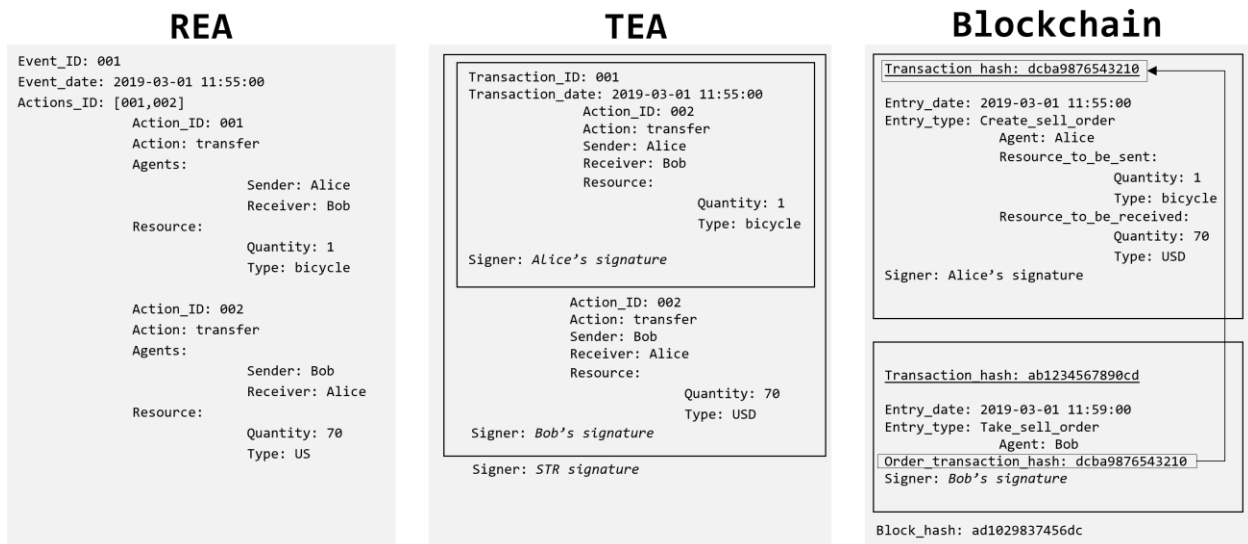 REA
Event_ID: 001
Event_date: 2019-03-01 11:55:00
Actions_ID: [001,002]
Action_ID: 001
Action: transfer
Agents:
Sender: Alice
Receiver: Bob
Resource:
Quantity: 1
Type: bicycle
Action_ID: 002
Action: transfer
Agents:
Sender: Bob
Receiver: Alice
Resource:
Quantity: 70
Type: US
TEA
Transaction_ID: 001
Transaction_date: 2019-03-01 11:55:00
Action_ID: 002
Action: transfer
Sender: Alice
Receiver: Bob
Resource:
Quantity: 1
Type: bicycle
Signer: Alice’s signature
Action_ID: 002
Action: transfer
Sender: Bob
Receiver: Alice
Resource:
Quantity: 70
Type: USD
Signer: Bob’s signature
Signer: STR signature
Blockchain
Transaction_hash: dcba9876543210
Entry_date: 2019-03-01 11:55:00
Entry_type: Create_sell_order
Agent: Alice
Resource_to_be_sent:
Quantity: 1
Type: bicycle
Resource_to_be_received:
Quantity: 70
Type: USD
Signer: Alice’s signature
Transaction_hash: ab1234567890cd
Entry_date: 2019-03-01 11:59:00
Entry_type: Take_sell_order
Agent: Bob
Order_transaction_hash: dcba9876543210
Signer: Bob’s signature
Block_hash: ad1029837456dc